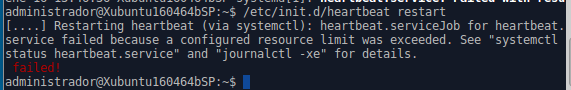 administrador@Xubuntu160464bSP:~$ /etc/init.d/heartbeat restart
[....] Restarting heartbeat (via systemctl): heartbeat.serviceJob for heartbeat.
service failed because a configured resource limit was exceeded. See "systemctl
status heartbeat.service" and "journalctl -xe" for details.
failed!
administrador@Xubuntu160464bSP:~$